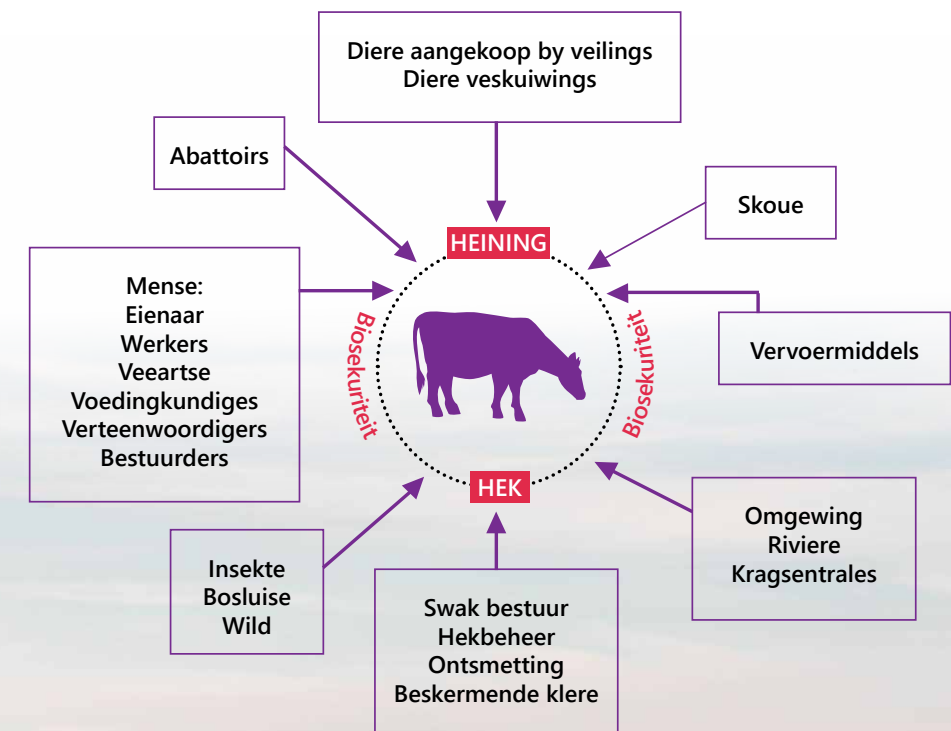 Diere aangekoop by veilings
Diere veskuiwings
Abattoirs
Skoue
HEINING
Mense:
Eienaar
Werkers
Veeartse
Voedingkundiges
Verteenwoordigers
Bestuurders
Biosekuriteit
Biosekuriteit
Vervoermiddels
HEK
Omgewing
Riviere
Kragsentrales
Insekte
Bosluise
Wild
Swak bestuur
Hekbeheer
Ontsmetting
Beskermende klere